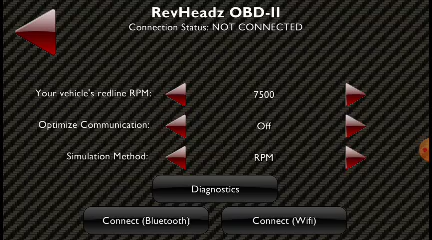 RevHeadz OBD-II
Connection Status: NOT CONNECTED
Your vehicle's redline RPM: 7500
Optimize Communication: Off
Simulation Method: RPM
Diagnostics
Connect (Bluetooth) Connect (Wifi)